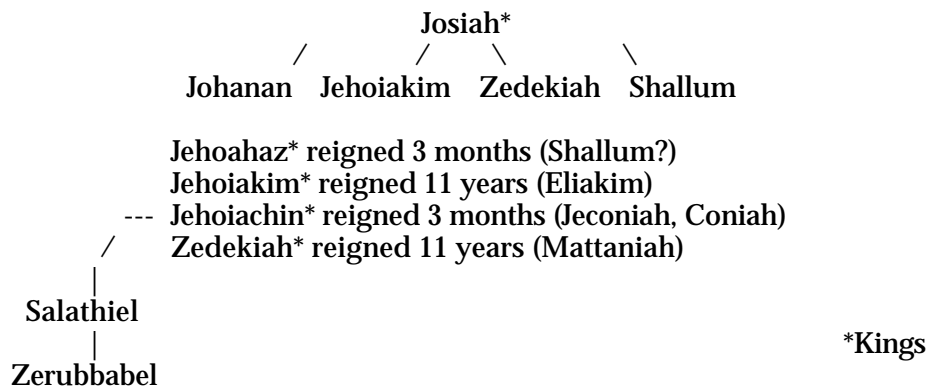 Josiah*
/ / \ \
Johanan Jehoiakim Zedekiah Shallum
Jehoahaz* reigned 3 months (Shallum?)
Jehoiakim* reigned 11 years (Eliakim)
--- Jehoiachin* reigned 3 months (Jeconiah, Coniah)
/ Zedekiah* reigned 11 years (Mattaniah)
|
Salathiel
| *Kings
Zerubbabel